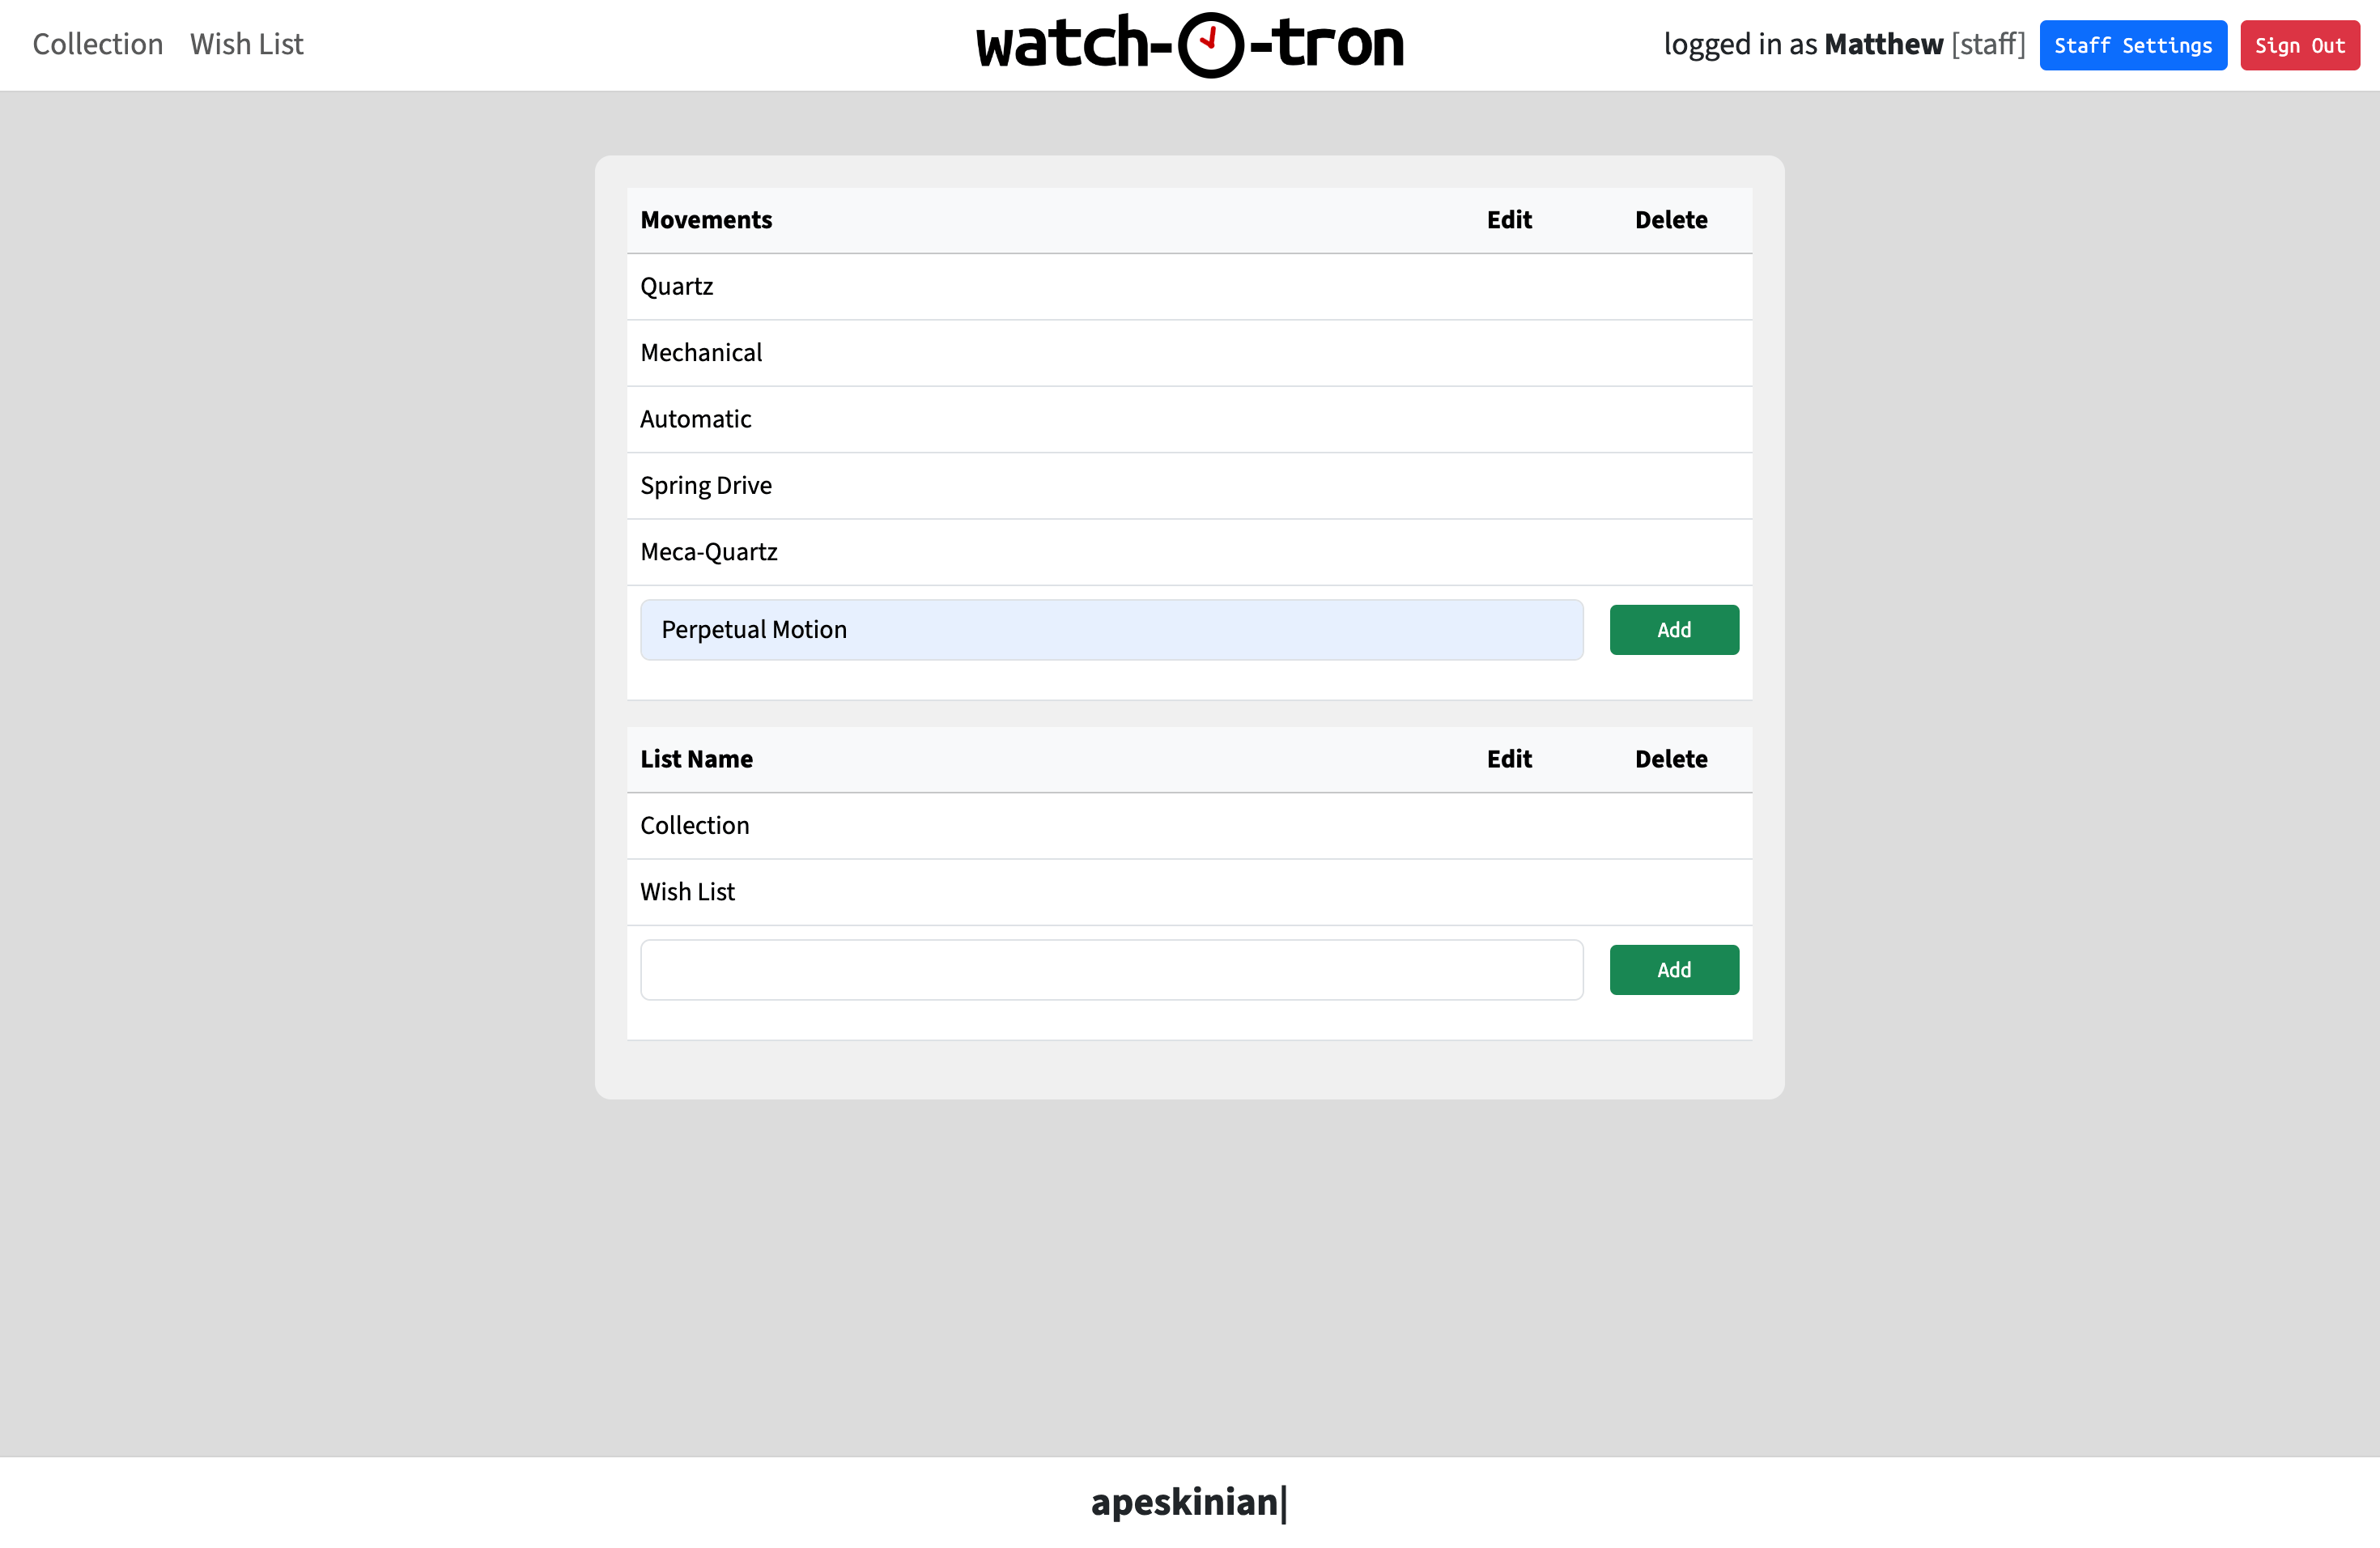 Collection Wish List
watch-O-tron
logged in as Matthew [staff] Staff Settings Sign Out
Movements Edit Delete
Quartz
Mechanical
Automatic
Spring Drive
Meca-Quartz
Perpetual Motion Add
List Name Edit Delete
Collection
Wish List
Add
apeskinian|